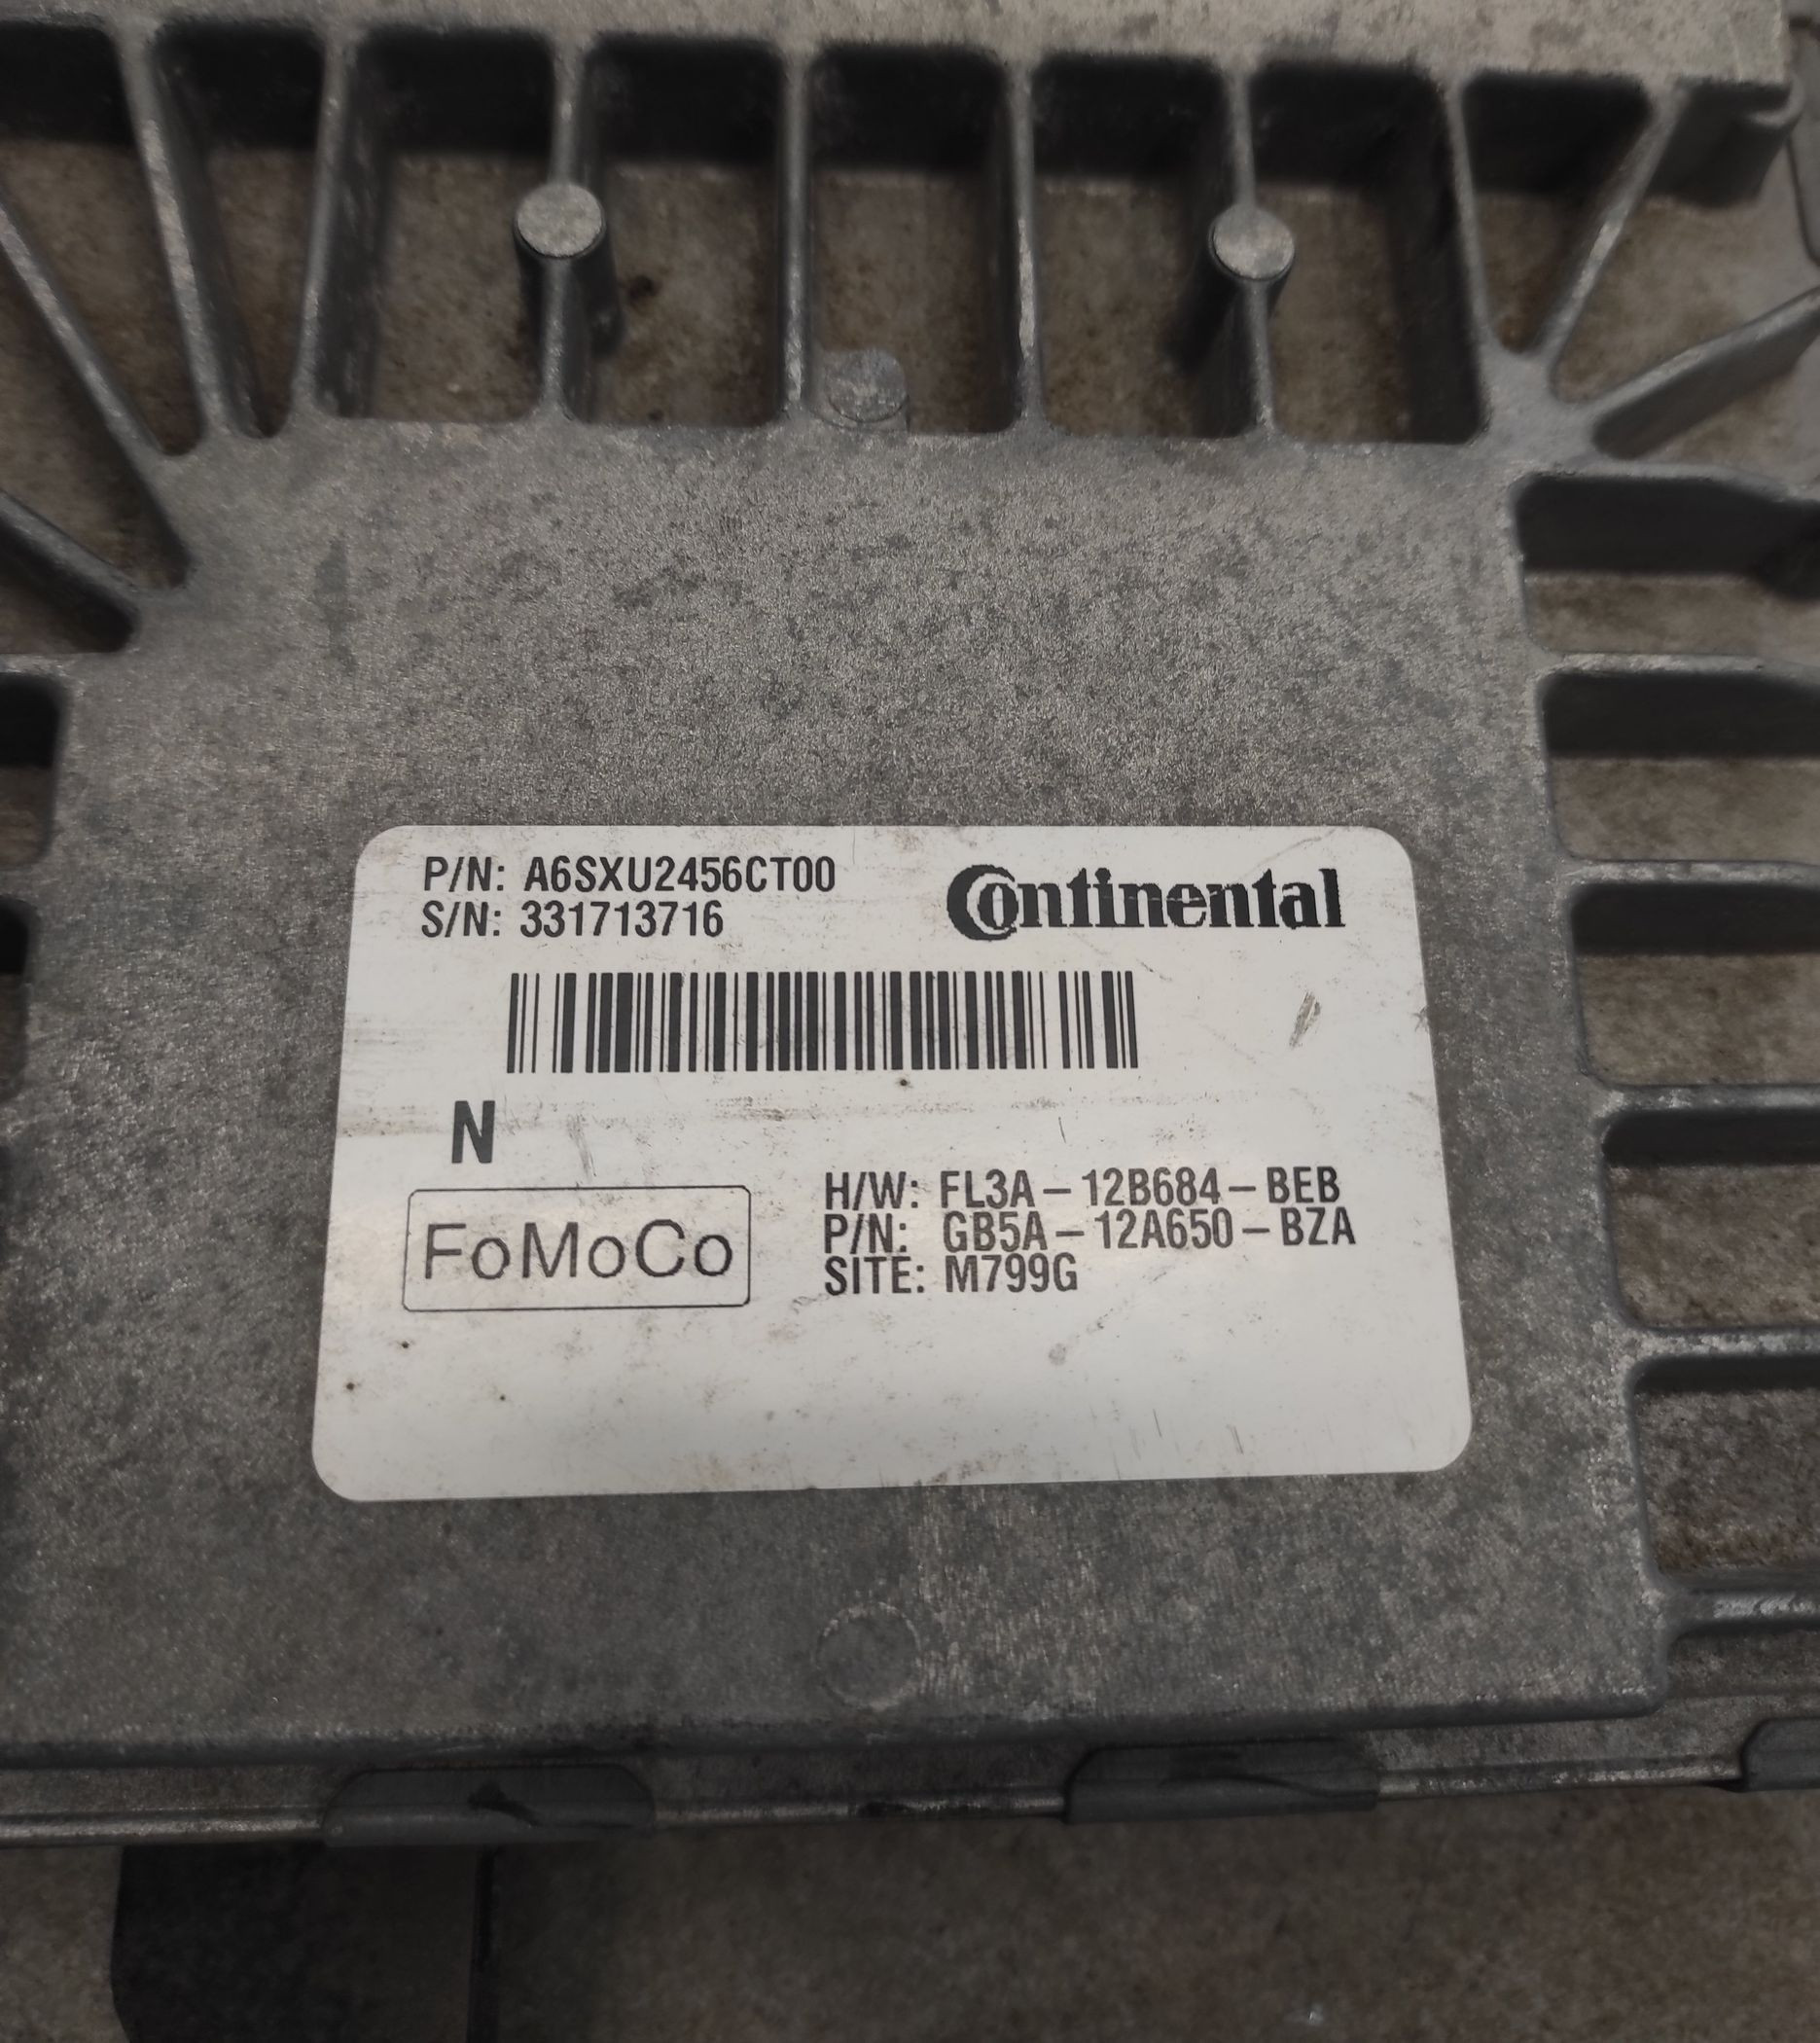 P/N: A6SXU2456CT00
S/N: 331713716
Continental
N
FoMoCo
H/W: FL3A-12B684-BEB
P/N: GB5A-12A650-BZA
SITE: M799G